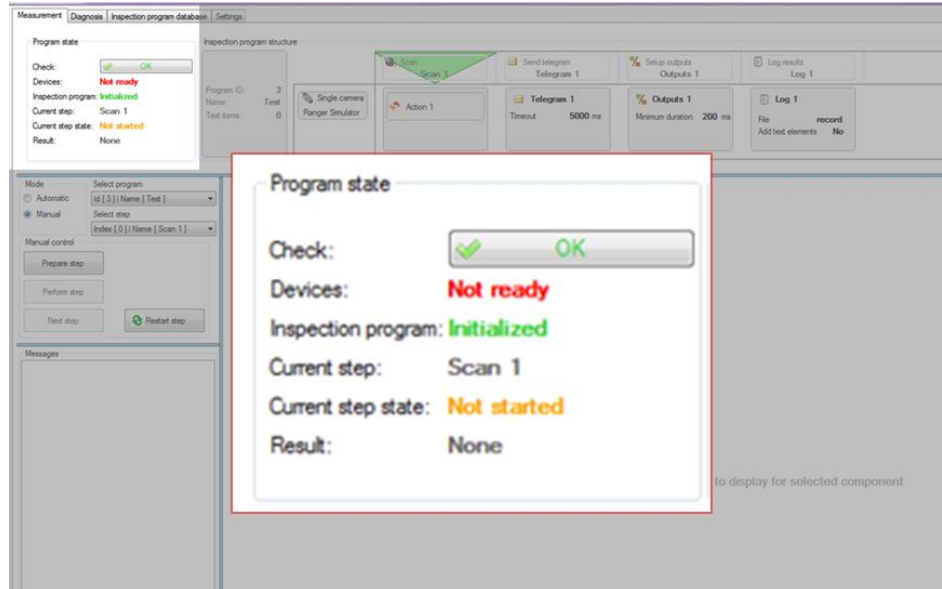 Measurement Diagnosis Inspection program database Settings
Program state
Check: OK
Devices: Not ready
Inspection program: Initialized
Current step: Scan 1
Current step state: Not started
Result: None
Inspection program structure
Program ID: 3
Name: Test
Text items: 0
Single camera
Ranger Simulator
Scan
Scan 1
Action 1
Send telegram
Telegram 1
Telegram 1
Timeout 5000 ms
Setup outputs
Outputs 1
Outputs 1
Minimum duration 200 ms
Log results
Log 1
Log 1
File record
Add text elements No
Mode
Automatic
Manual
Select program
Id [ 3 ] | Name [ Test ]
Select step
Index [ 0 ] | Name [ Scan 1 ]
Manual control
Prepare step
Perform step
Next step
Restart step
Messages
Program state
Check: OK
Devices: Not ready
Inspection program: Initialized
Current step: Scan 1
Current step state: Not started
Result: None
to display for selected component